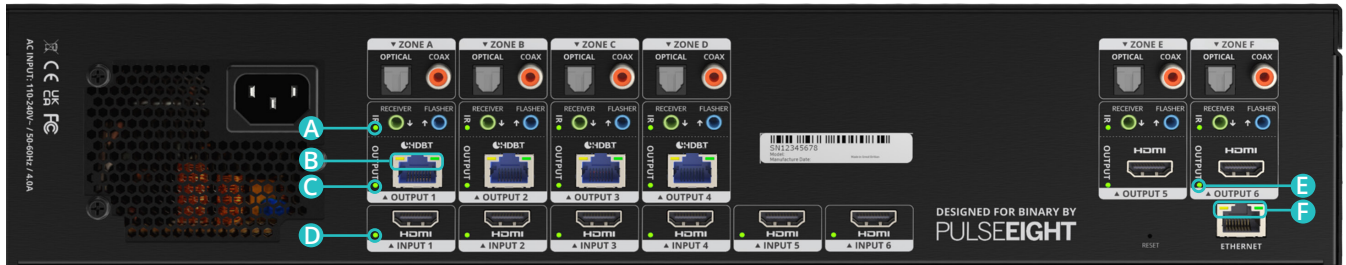 AC INPUT: 110-240V~ / 50-60Hz / 4.0A
CE UK CA FC
▼ ZONE A
OPTICAL COAX
RECEIVER FLASHER
IR
A
HDBT
OUTPUT
B
C
▲ OUTPUT 1
D
HDMI
▲ INPUT 1
▼ ZONE B
OPTICAL COAX
RECEIVER FLASHER
IR
HDBT
OUTPUT
▲ OUTPUT 2
HDMI
▲ INPUT 2
▼ ZONE C
OPTICAL COAX
RECEIVER FLASHER
IR
HDBT
OUTPUT
▲ OUTPUT 3
HDMI
▲ INPUT 3
▼ ZONE D
OPTICAL COAX
RECEIVER FLASHER
IR
HDBT
OUTPUT
▲ OUTPUT 4
HDMI
▲ INPUT 4
HDMI
▲ INPUT 5
HDMI
▲ INPUT 6
SN12345678
Model
Manufacture Date
DESIGNED FOR BINARY BY
PULSEEIGHT
▼ ZONE E
OPTICAL COAX
RECEIVER FLASHER
IR
HDMI
OUTPUT
▲ OUTPUT 5
RESET
▼ ZONE F
OPTICAL COAX
RECEIVER FLASHER
IR
HDMI
OUTPUT
E
▲ OUTPUT 6
F
ETHERNET